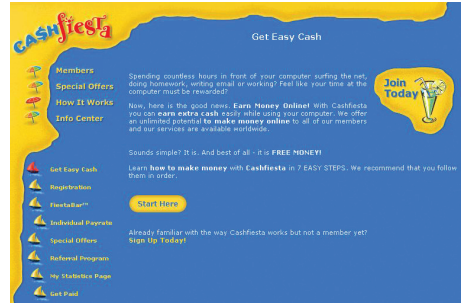 CA$Hfiesta
Get Easy Cash
Members
Special Offers
How It Works
Info Center
Spending countless hours in front of your computer surfing the net,
doing homework, writing email or working? Feel like your time at the
computer must be rewarded?
Join
Today
Now, here is the good news. Earn Money Online! With Cashfiesta
you can earn extra cash easily while using your computer. We offer
an unlimited potential to make money online to all of our members
and our services are available worldwide.
Sounds simple? It is. And best of all - it is FREE MONEY!
Learn how to make money with Cashfiesta in 7 EASY STEPS. We recommend that you follow
them in order.
Start Here
Already familiar with the way Cashfiesta works but not a member yet?
Sign Up Today!
Get Easy Cash
Registration
FiestaBar™
Individual Payrate
Special Offers
Referral Program
My Statistics Page
Get Paid